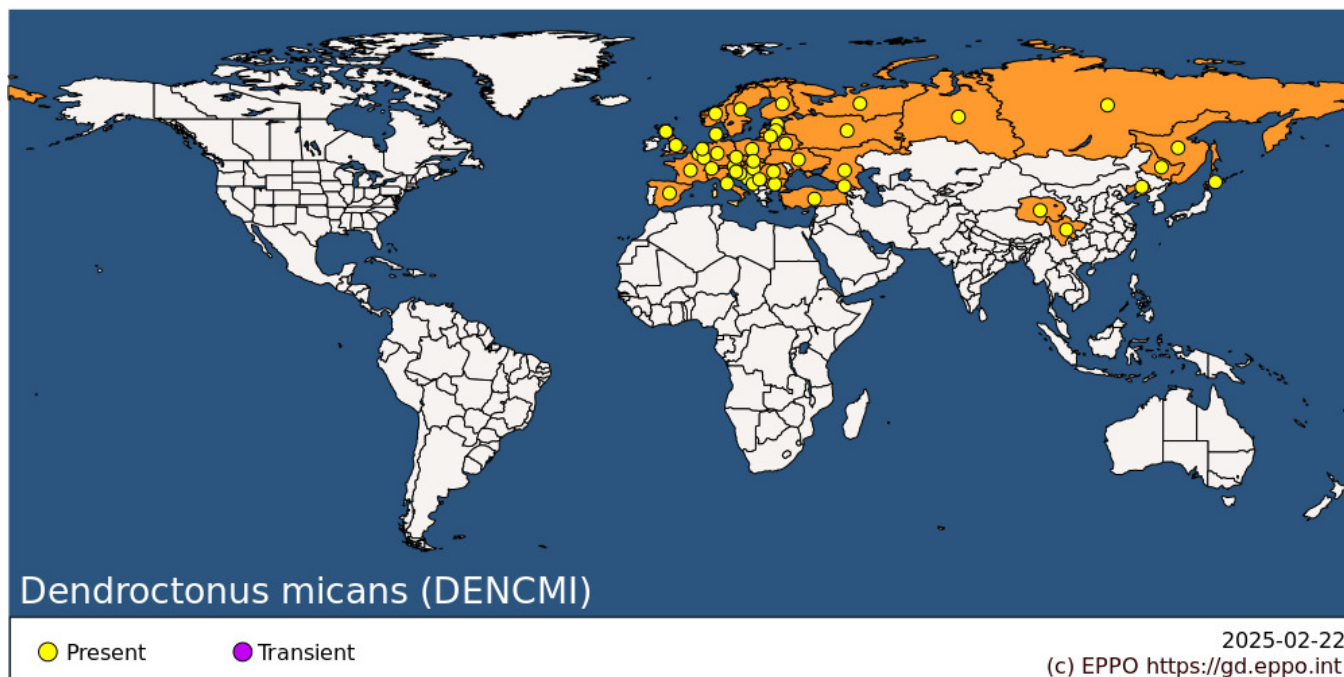 Dendroctonus micans (DENCMI)
Present
Transient
2025-02-22
(c) EPPO https://gd.eppo.int